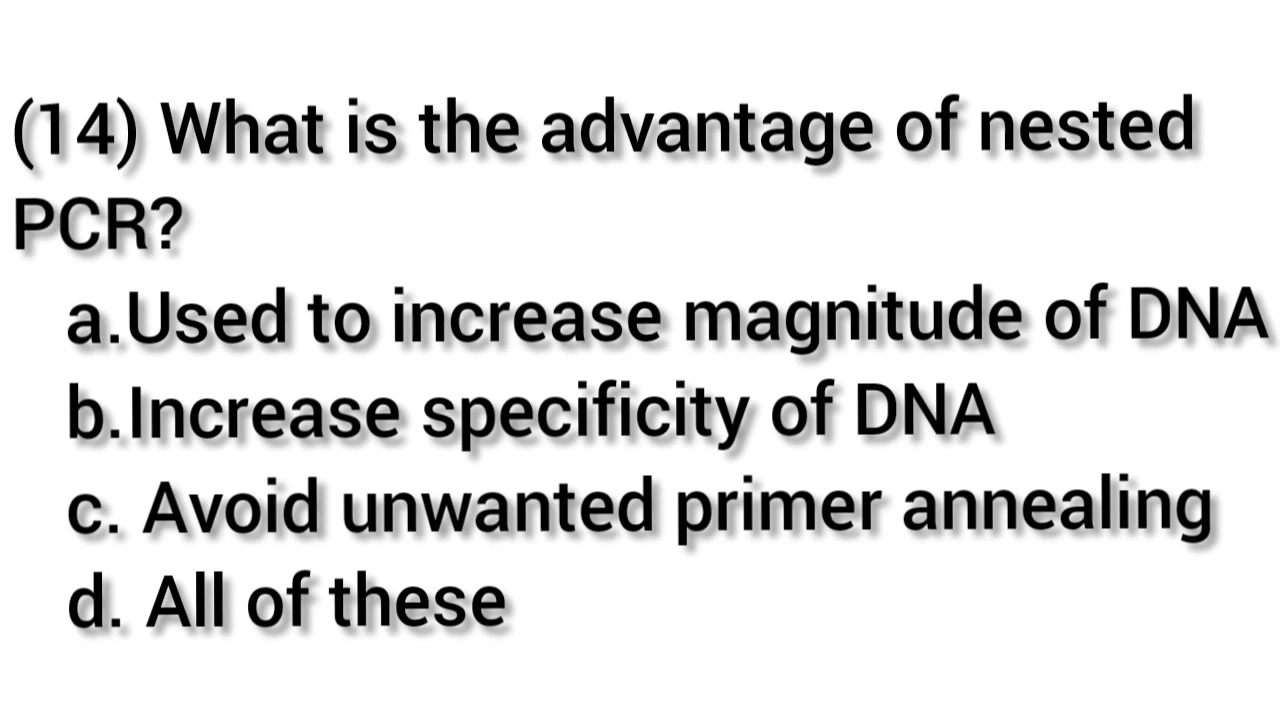 (14) What is the advantage of nested
PCR?
a.Used to increase magnitude of DNA
b.Increase specificity of DNA
c. Avoid unwanted primer annealing
d. All of these